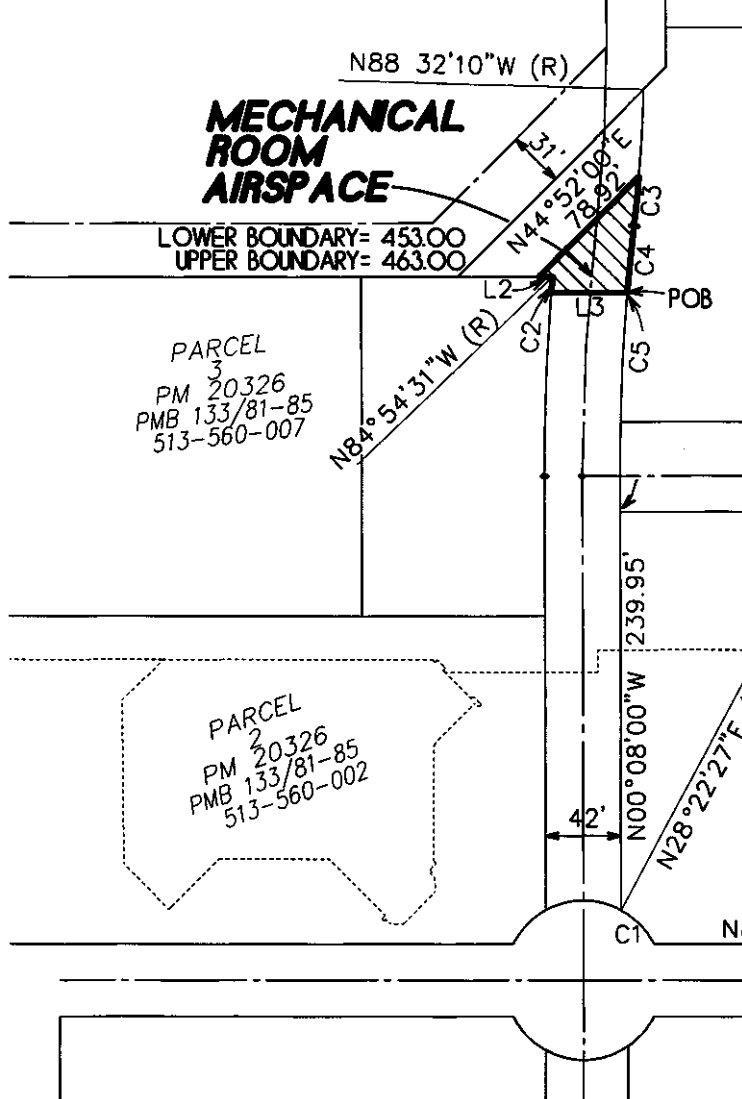 N88 32'10"W (R)
MECHANICAL
ROOM
AIRSPACE
31'
N44°52'00"E
78.92'
C3
LOWER BOUNDARY= 453.00
UPPER BOUNDARY= 463.00
C4
L2
L3
POB
C2
C5
N84°54'31"W (R)
PARCEL
3
PM 20326
PMB 133/81-85
513-560-007
N00°08'00"W 239.95'
PARCEL
2
PM 20326
PMB 133/81-85
513-560-002
42'
N28°22'27"E
C1